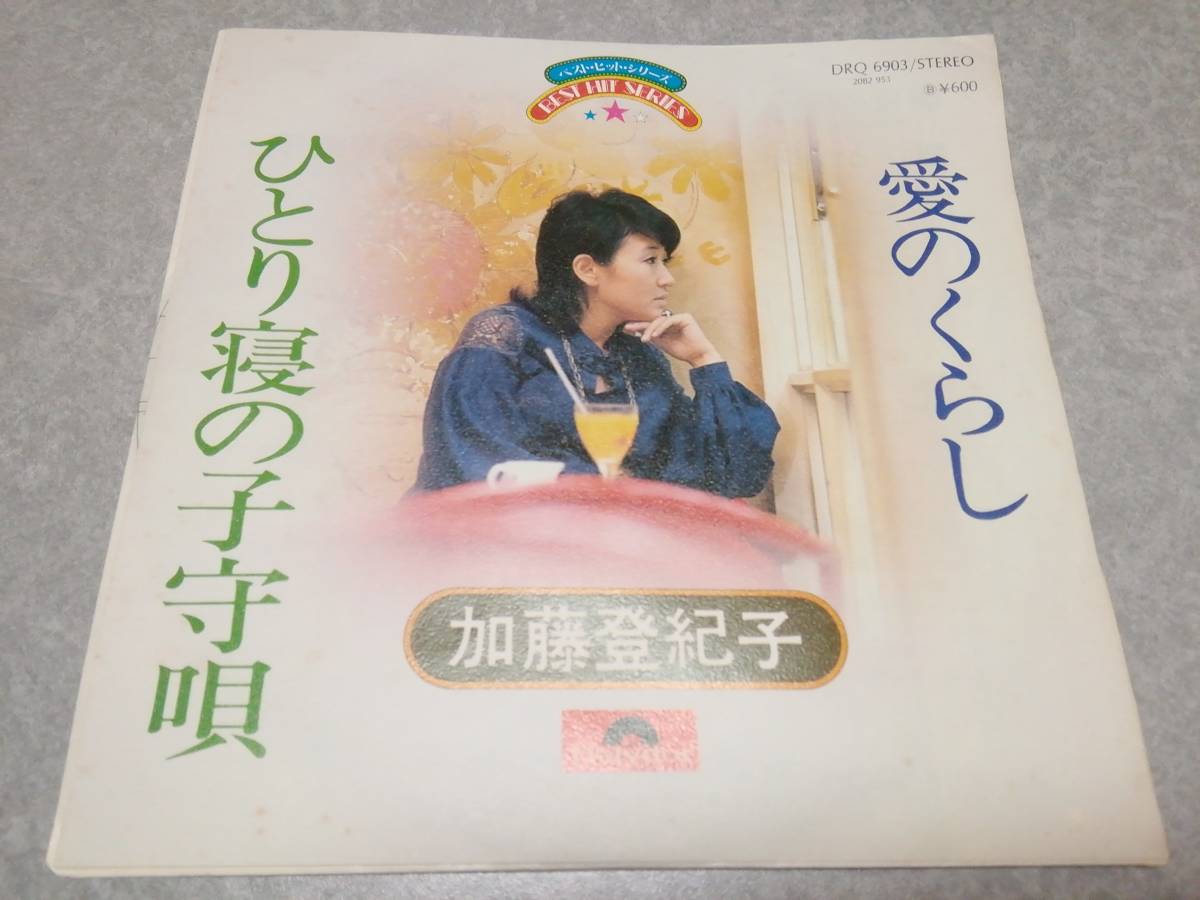 ベスト・ヒット・シリーズ
BEST HIT SERIES
DRQ 6903/STEREO
2082 953
Ⓑ¥600
愛のくらし
ひとり寝の子守唄
加藤登紀子